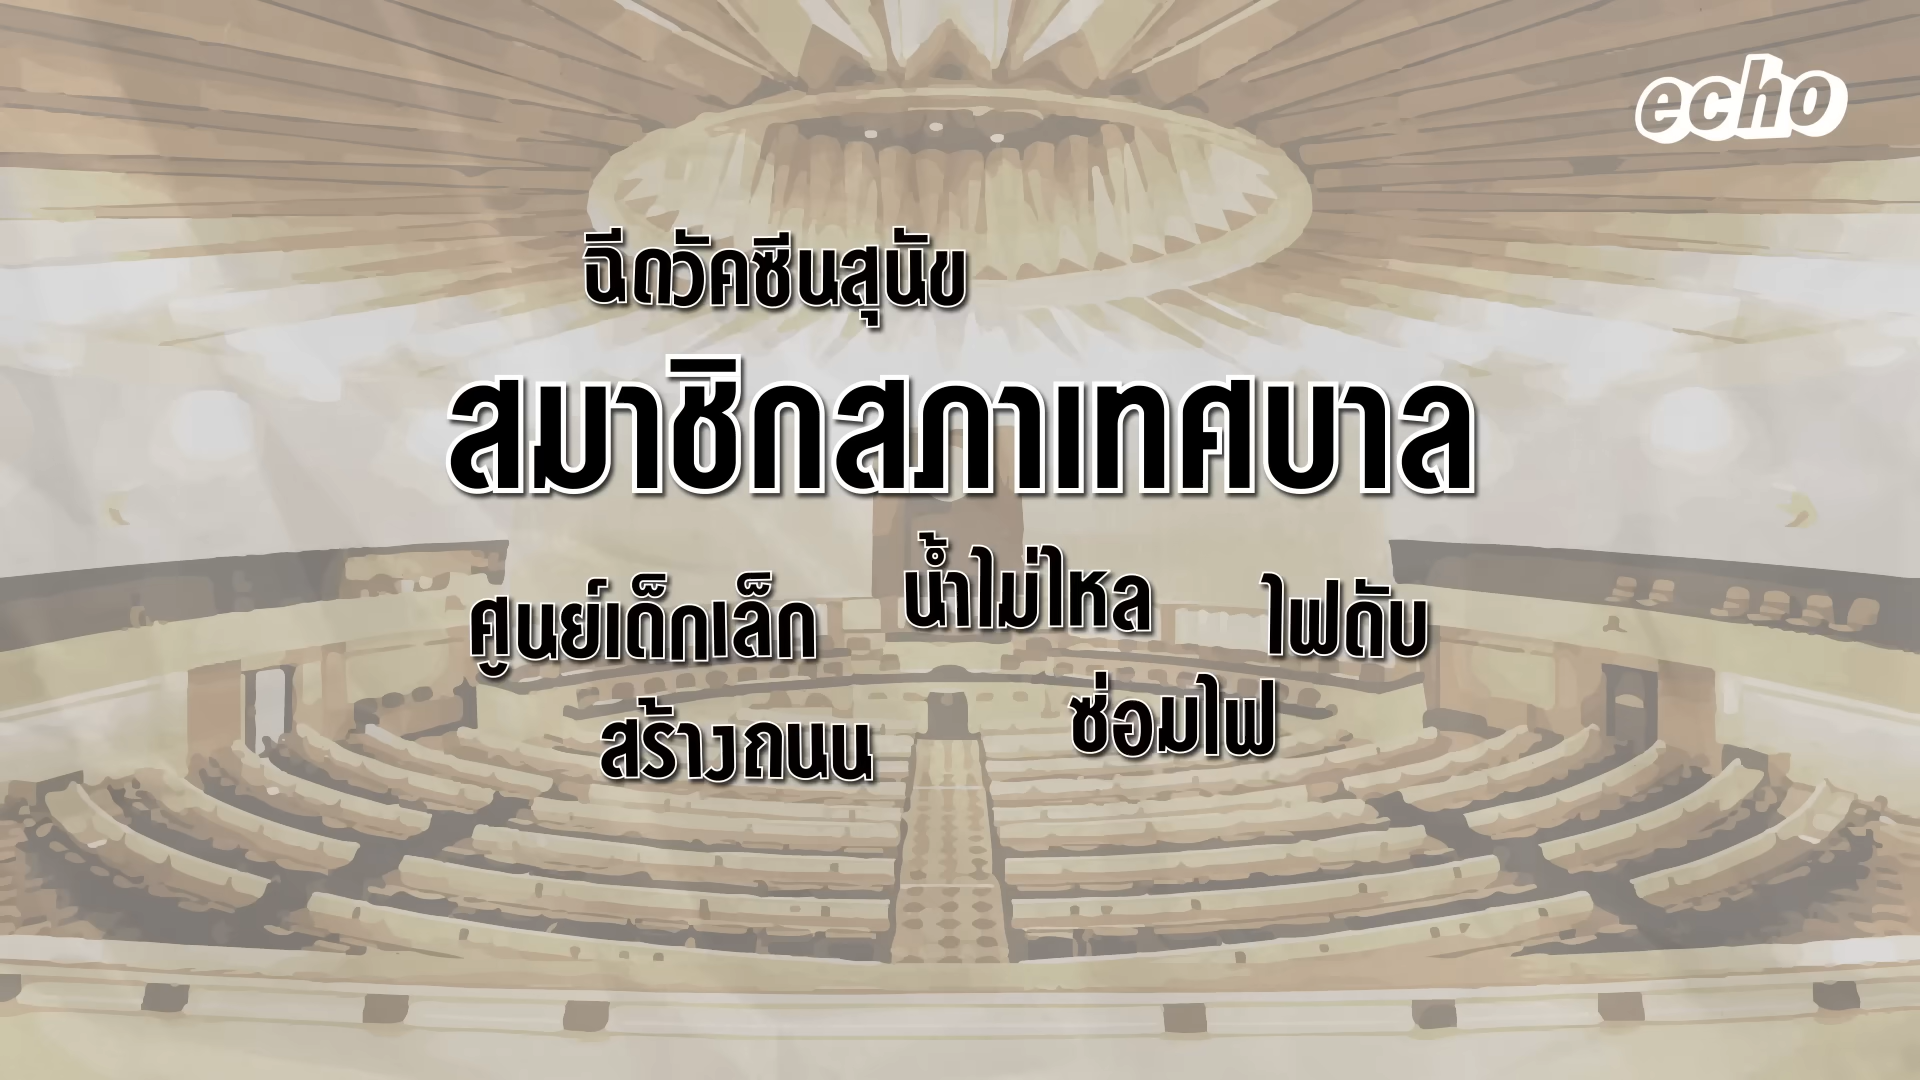 echo
ฉีดวัคซีนสุนัข
สมาชิกสภาเทศบาล
น้ำไม่ไหล
ศูนย์เด็กเล็ก
ไฟดับ
สร้างถนน
ซ่อมไฟ